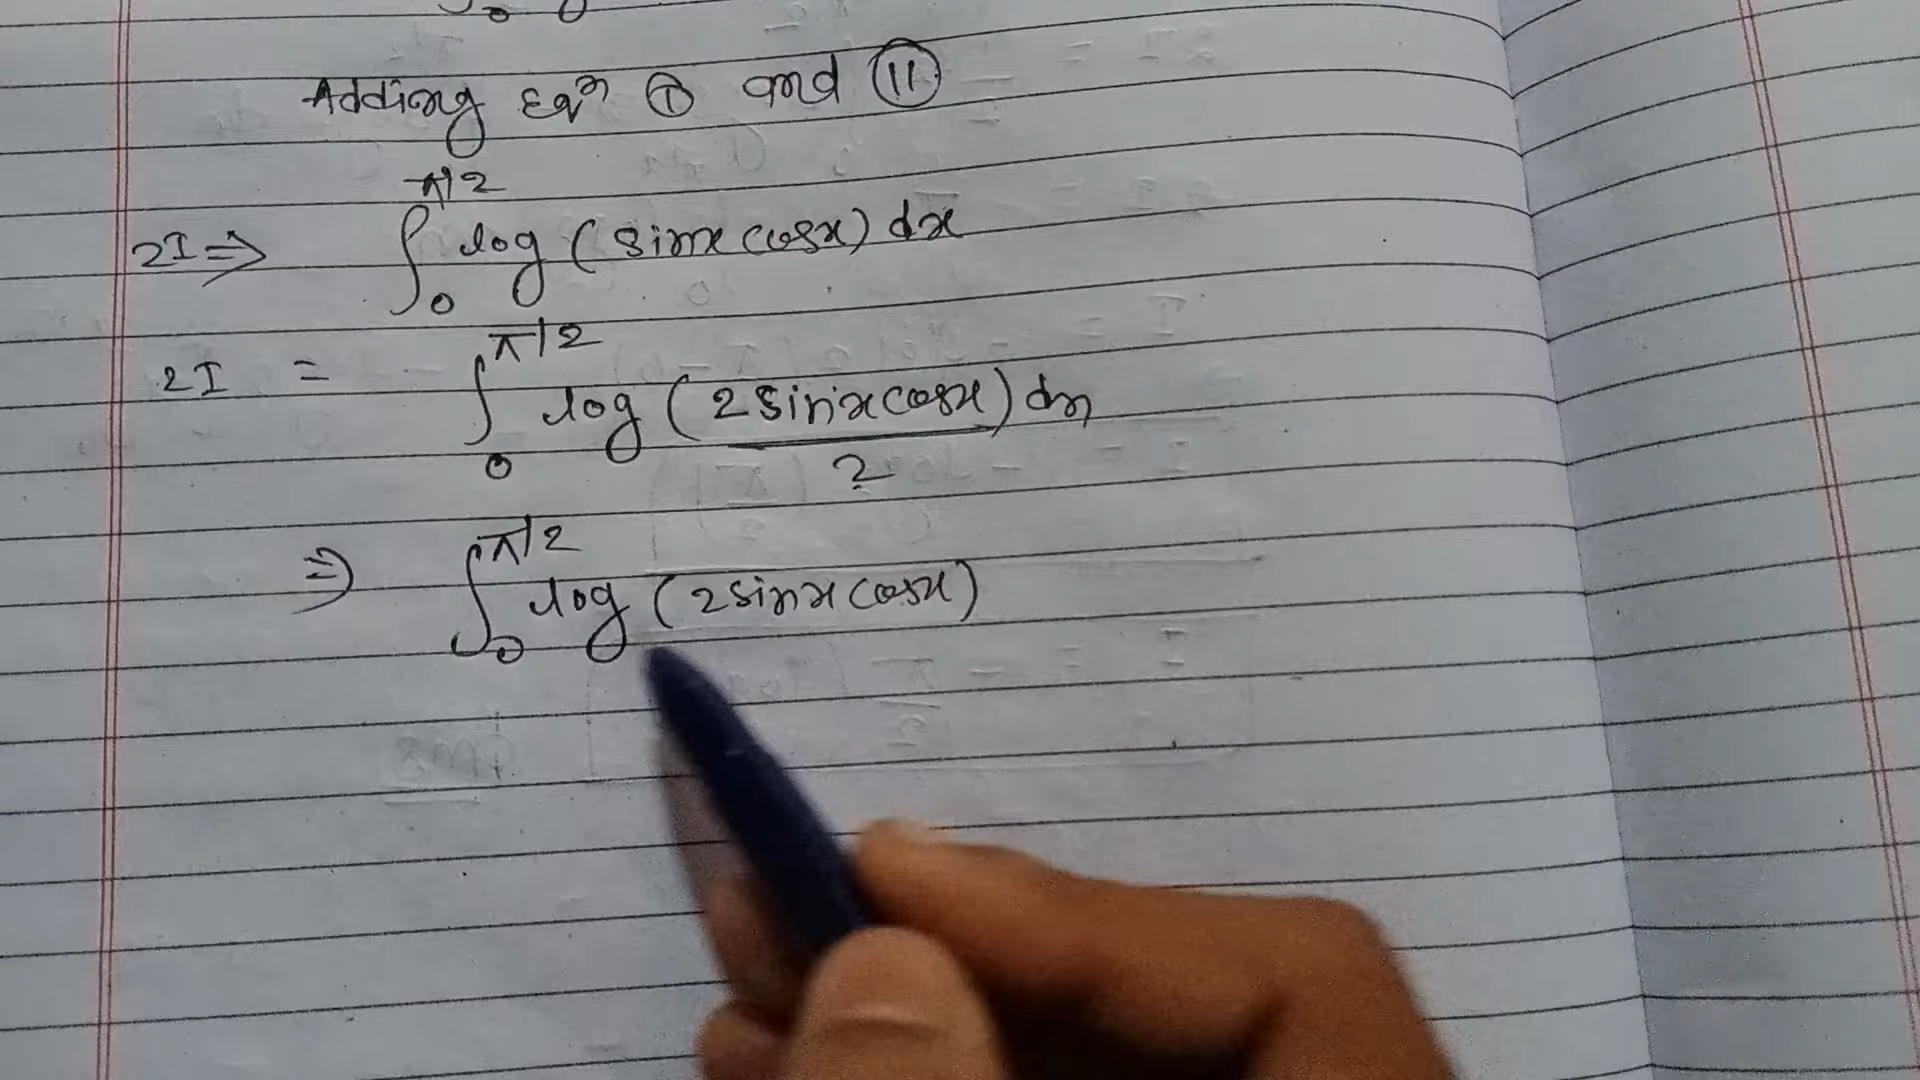 Adding Eqn (I) and (II)
2I ⇒ ∫₀^π/2 log (sinx cosx) dx
2I = ∫₀^π/2 log (2sinxcosx)/2 dx
⇒ ∫₀^π/2 log (2sinx cosx)